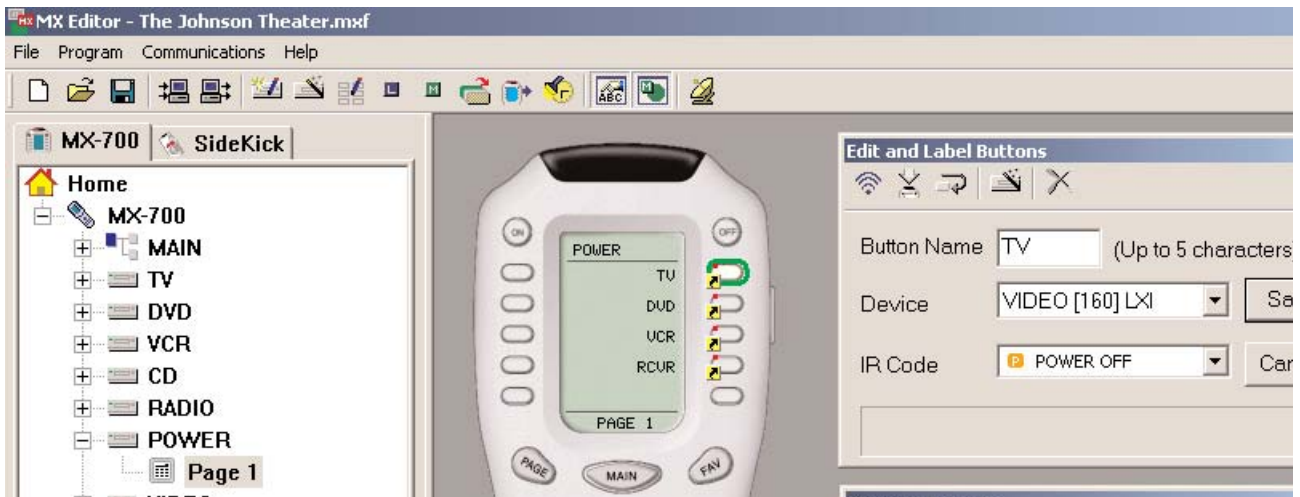 MX Editor - The Johnson Theater.mxf
File Program Communications Help
ABC
MX-700 SideKick
Home
MX-700
MAIN
TV
DVD
VCR
CD
RADIO
POWER
Page 1
ON OFF
POWER
TV
DVD
VCR
RCVR
PAGE 1
PAGE MAIN FAV
Edit and Label Buttons
Button Name TV (Up to 5 characters)
Device VIDEO [160] LXI Sa
IR Code P POWER OFF Can